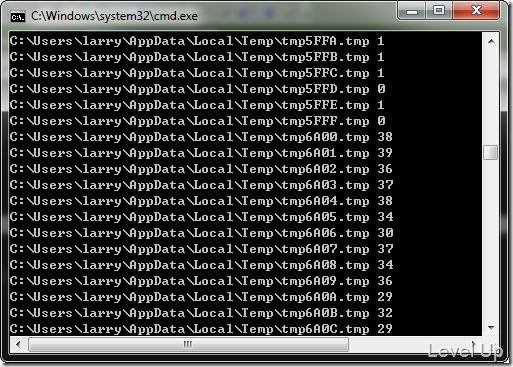 C:\Windows\system32\cmd.exe
C:\Users\larry\AppData\Local\Temp\tmp5FFA.tmp 1
C:\Users\larry\AppData\Local\Temp\tmp5FFB.tmp 1
C:\Users\larry\AppData\Local\Temp\tmp5FFC.tmp 1
C:\Users\larry\AppData\Local\Temp\tmp5FFD.tmp 0
C:\Users\larry\AppData\Local\Temp\tmp5FFE.tmp 1
C:\Users\larry\AppData\Local\Temp\tmp5FFF.tmp 0
C:\Users\larry\AppData\Local\Temp\tmp6A00.tmp 38
C:\Users\larry\AppData\Local\Temp\tmp6A01.tmp 39
C:\Users\larry\AppData\Local\Temp\tmp6A02.tmp 36
C:\Users\larry\AppData\Local\Temp\tmp6A03.tmp 37
C:\Users\larry\AppData\Local\Temp\tmp6A04.tmp 38
C:\Users\larry\AppData\Local\Temp\tmp6A05.tmp 34
C:\Users\larry\AppData\Local\Temp\tmp6A06.tmp 30
C:\Users\larry\AppData\Local\Temp\tmp6A07.tmp 37
C:\Users\larry\AppData\Local\Temp\tmp6A08.tmp 34
C:\Users\larry\AppData\Local\Temp\tmp6A09.tmp 36
C:\Users\larry\AppData\Local\Temp\tmp6A0A.tmp 29
C:\Users\larry\AppData\Local\Temp\tmp6A0B.tmp 32
C:\Users\larry\AppData\Local\Temp\tmp6A0C.tmp 29
Level Up